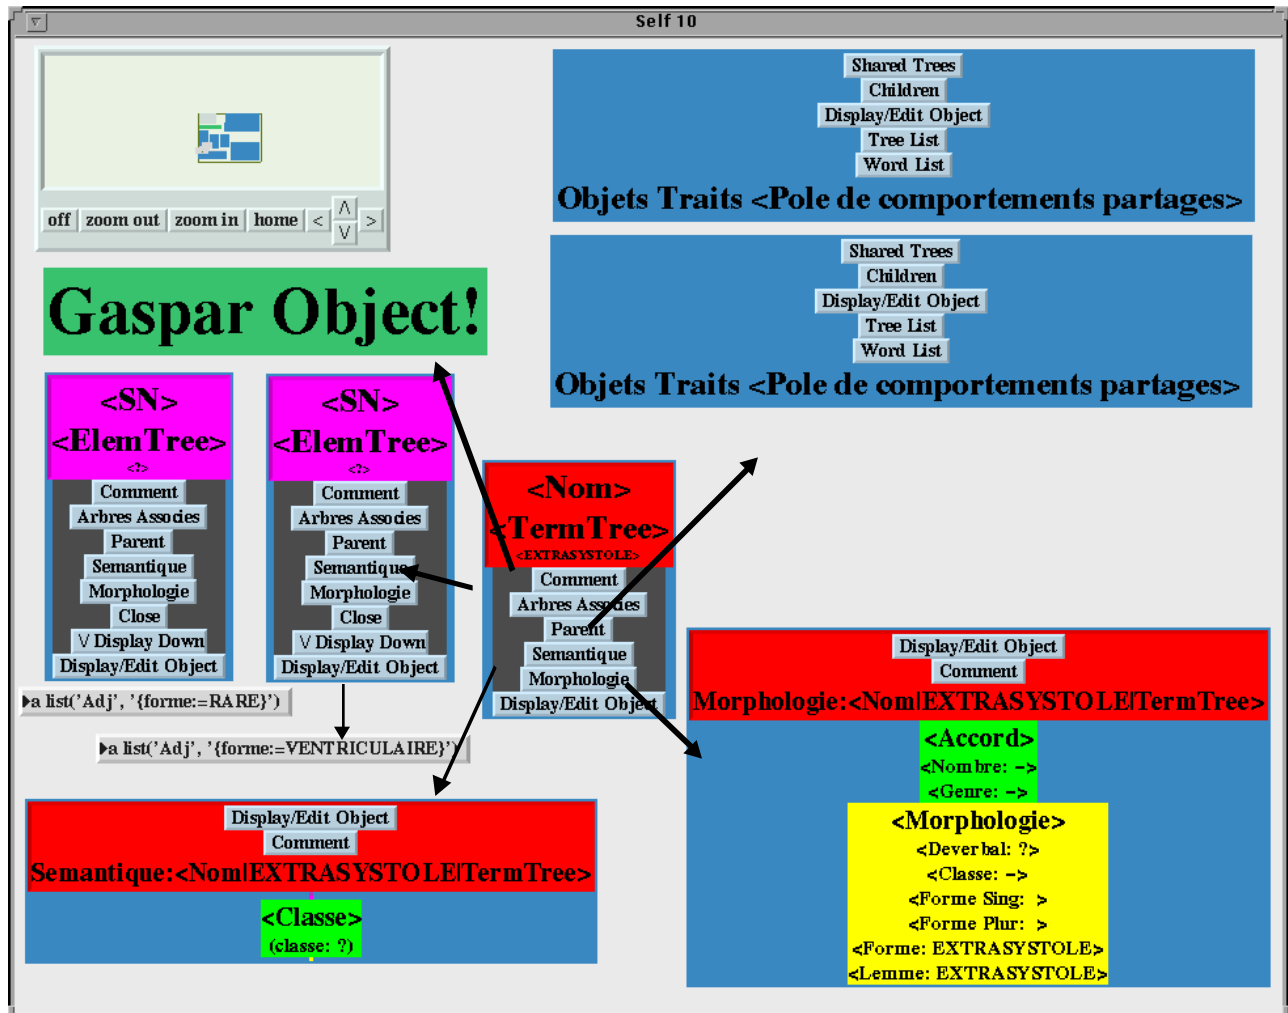 Self 10
off zoom out zoom in home < /\ \/ >
Shared Trees
Children
Display/Edit Object
Tree List
Word List
Objets Traits <Pole de comportements partages>
Shared Trees
Children
Display/Edit Object
Tree List
Word List
Objets Traits <Pole de comportements partages>
Gaspar Object!
<SN>
<ElemTree>
<?>
Comment
Arbres Associes
Parent
Semantique
Morphologie
Close
\/ Display Down
Display/Edit Object
<SN>
<ElemTree>
<?>
Comment
Arbres Associes
Parent
Semantique
Morphologie
Close
\/ Display Down
Display/Edit Object
<Nom>
<TermTree>
<EXTRASYSTOLE>
Comment
Arbres Associes
Parent
Semantique
Morphologie
Display/Edit Object
a list('Adj', '{forme:=RARE}')
a list('Adj', '{forme:=VENTRICULAIRE}')
Display/Edit Object
Comment
Semantique:<Nom|EXTRASYSTOLE|TermTree>
<Classe>
(classe: ?)
Display/Edit Object
Comment
Morphologie:<Nom|EXTRASYSTOLE|TermTree>
<Accord>
<Nombre: ->
<Genre: ->
<Morphologie>
<Deverbal: ?>
<Classe: ->
<Forme Sing: >
<Forme Plur: >
<Forme: EXTRASYSTOLE>
<Lemme: EXTRASYSTOLE>